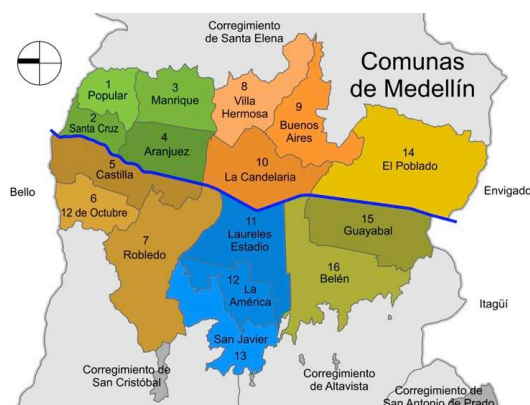 Corregimiento
de Santa Elena
Comunas
de Medellín
1
Popular
3
Manrique
8
Villa
Hermosa
9
Buenos
Aires
2
Santa Cruz
4
Aranjuez
14
El Poblado
10
La Candelaria
5
Castilla
Bello
Envigado
6
12 de Octubre
7
Robledo
11
Laureles
Estadio
15
Guayabal
12
La
América
16
Belén
Itagüí
San Javier
13
Corregimiento de
San Cristóbal
Corregimiento
de Altavista
Corregimiento de
San Antonio de Prado